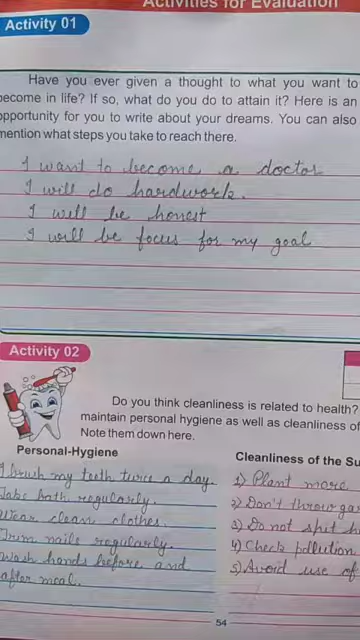 Activities for Evaluation
Activity 01
Have you ever given a thought to what you want to
become in life? If so, what do you do to attain it? Here is an
opportunity for you to write about your dreams. You can also
mention what steps you take to reach there.
I want to become a doctor
I will do hardwork.
I will be honest
I will be focus for my goal
Activity 02
Do you think cleanliness is related to health?
maintain personal hygiene as well as cleanliness of
Note them down here.
Personal-Hygiene
I brush my teeth twice a day.
Take bath regularly.
Wear clean clothes.
Trim nails regularly.
Wash hands before and
after meal.
Cleanliness of the Su
1) Plant more
2) Don't throw gar
3) Do not spit h
4) Check pollution
5) Avoid use of
54